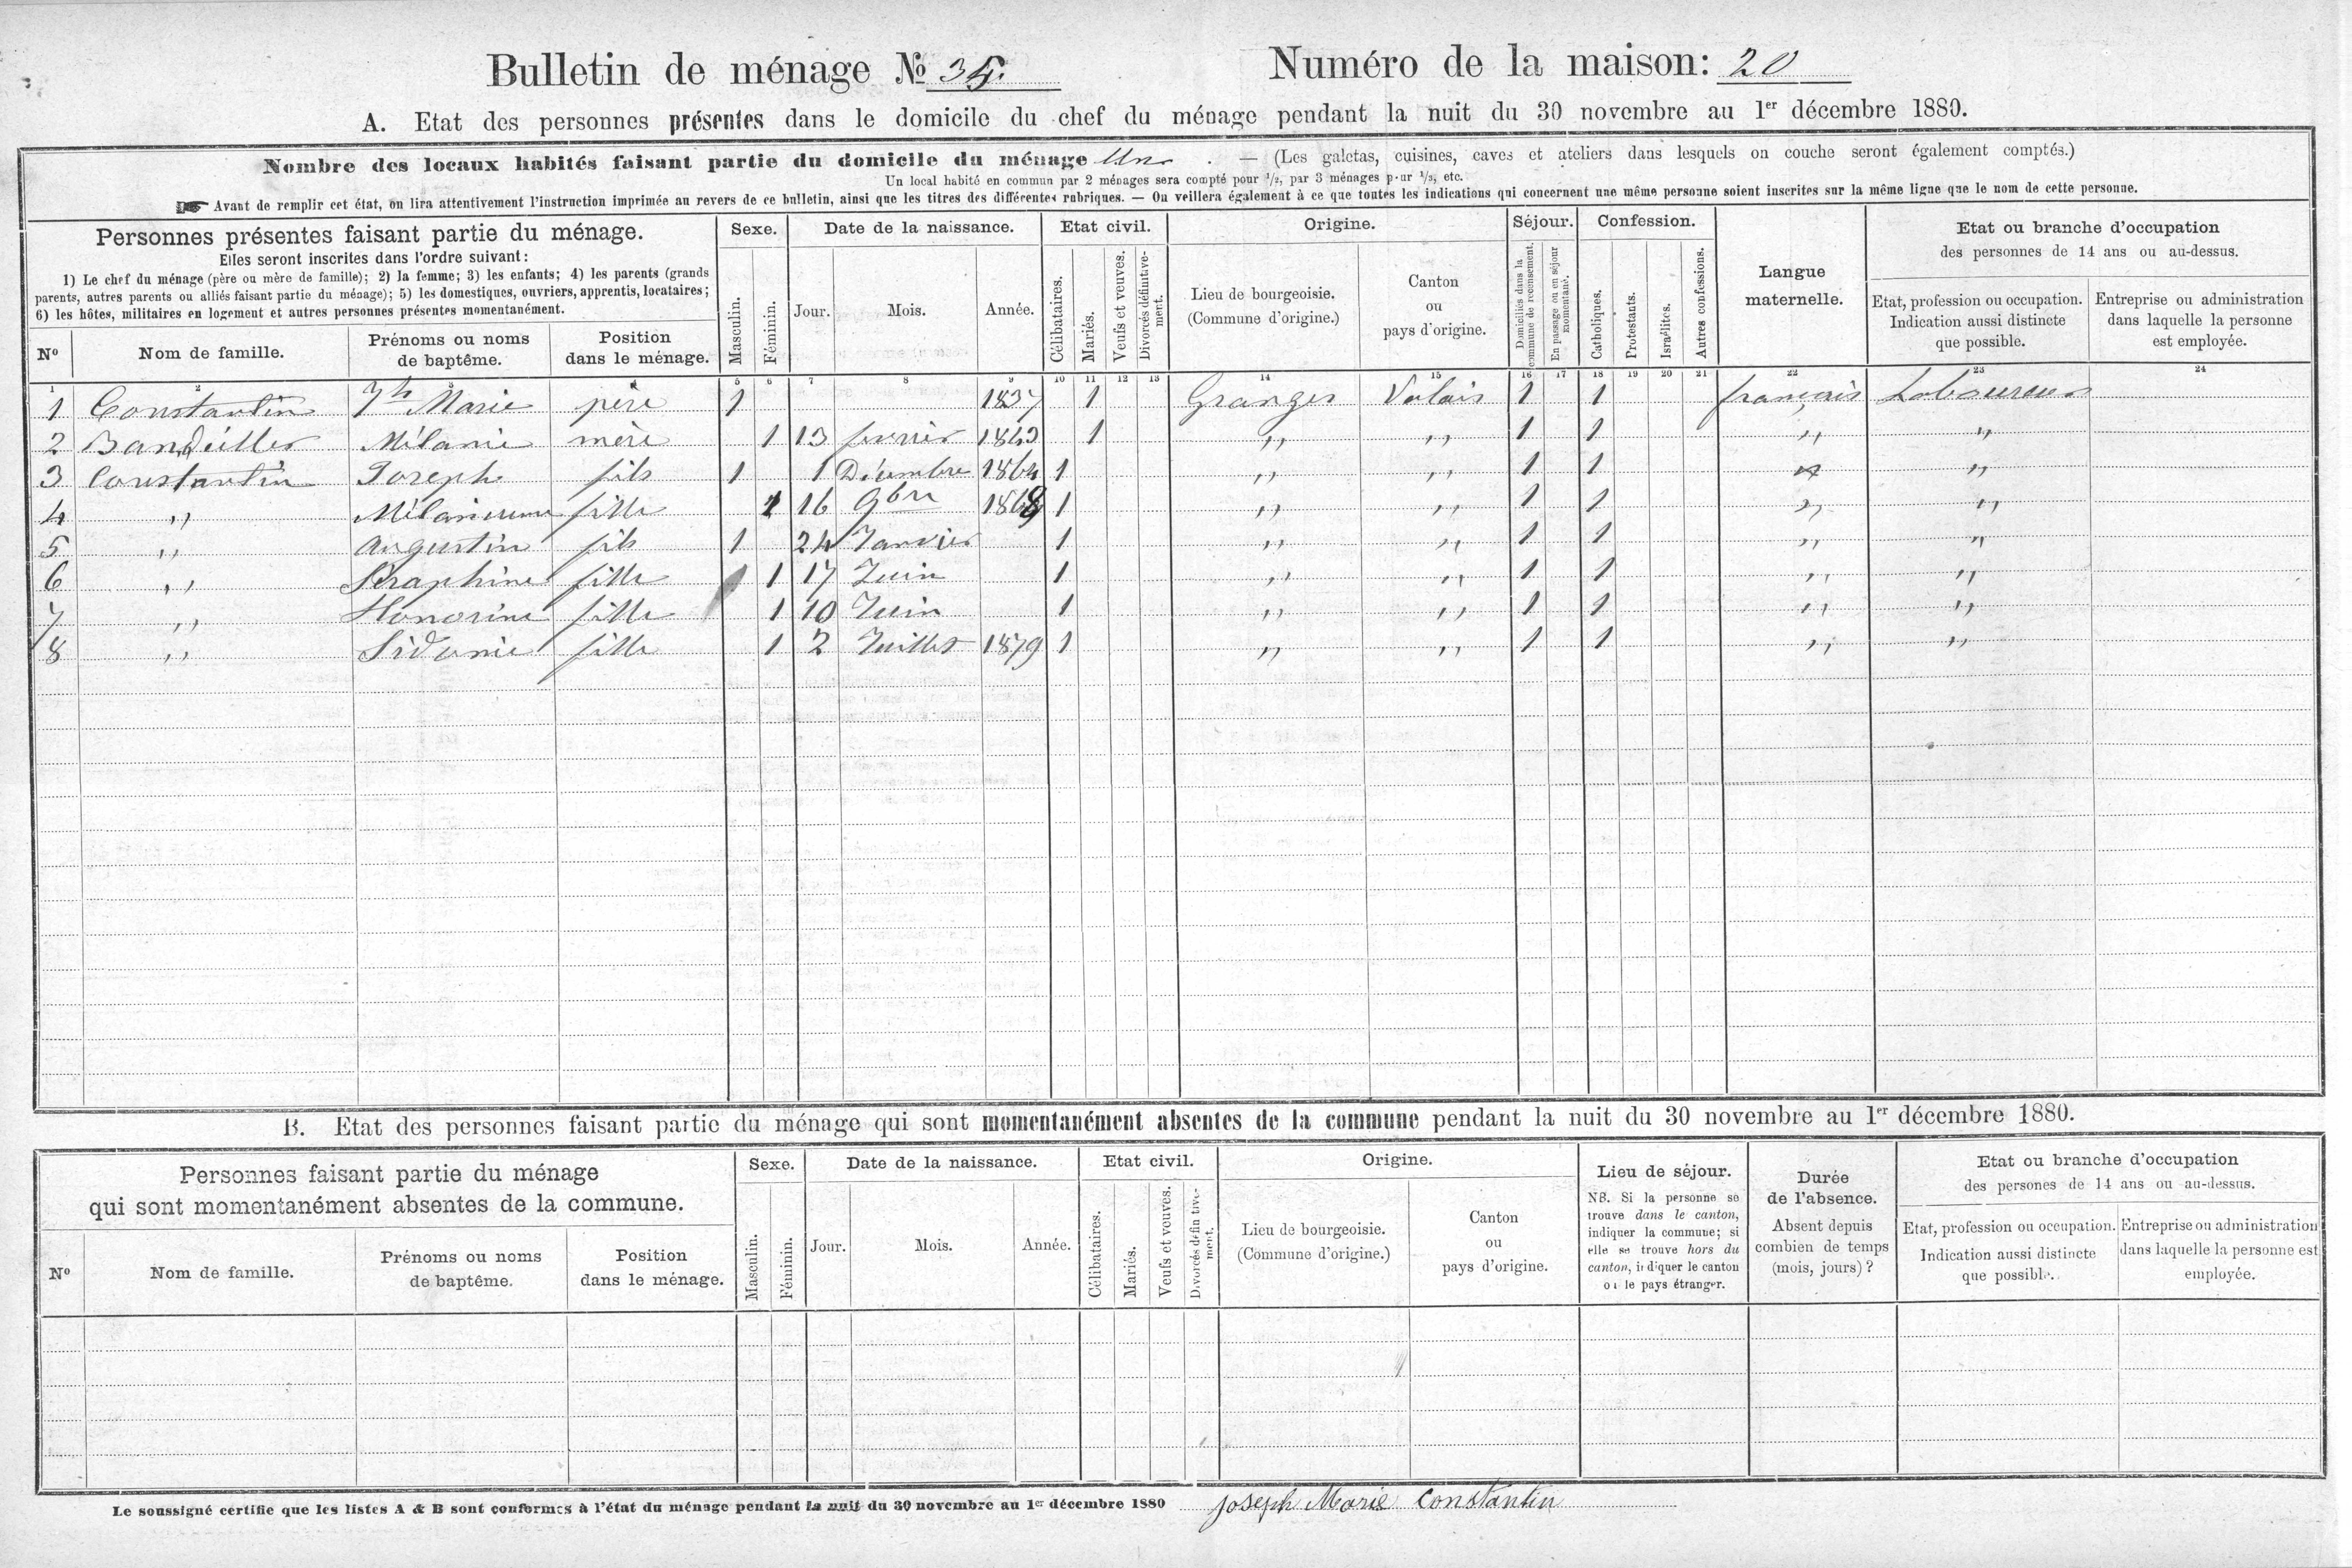 Bulletin de ménage № 34. Numéro de la maison: 20
A. Etat des personnes présentes dans le domicile du chef du ménage pendant la nuit du 30 novembre au 1er décembre 1880.
Nombre des locaux habités faisant partie du domicile du ménage Un . — (Les galetas, cuisines, caves et ateliers dans lesquels on couche seront également comptés.)
Un local habité en commun par 2 ménages sera compté pour 1/2, par 3 ménages pour 1/3, etc.
☛ Avant de remplir cet état, on lira attentivement l'instruction imprimée au revers de ce bulletin, ainsi que les titres des différentes rubriques. — On veillera également à ce que toutes les indications qui concernent une même personne soient inscrites sur la même ligne que le nom de cette personne.
Personnes présentes faisant partie du ménage.
Elles seront inscrites dans l'ordre suivant:
1) Le chef du ménage (père ou mère de famille); 2) la femme; 3) les enfants; 4) les parents (grands
parents, autres parents ou alliés faisant partie du ménage); 5) les domestiques, ouvriers, apprentis, locataires;
6) les hôtes, militaires en logement et autres personnes présentes momentanément.
No
Nom de famille.
Prénoms ou noms
de baptême.
Position
dans le ménage.
Sexe.
Masculin.
Féminin.
Date de la naissance.
Jour.
Mois.
Année.
Etat civil.
Célibataires.
Mariés.
Veufs et veuves.
Divorcés définitive-
ment.
Origine.
Lieu de bourgeoisie.
(Commune d'origine.)
Canton
ou
pays d'origine.
Séjour.
Domiciliés dans la
commune de recensement.
En passage ou en séjour
momentané.
Confession.
Catholiques.
Protestants.
Israélites.
Autres confessions.
Langue
maternelle.
Etat ou branche d'occupation
des personnes de 14 ans ou au-dessus.
Etat, profession ou occupation.
Indication aussi distincte
que possible.
Entreprise ou administration
dans laquelle la personne
est employée.
1 2 3 4 5 6 7 8 9 10 11 12 13 14 15 16 17 18 19 20 21 22 23 24
1 Constantin Jh Marie père 1 1837 1 Granges Valais 1 1 français Laboureur
2 Mélanie mère 1 13 février 1843 1 " " 1 1 " "
3 Constantin Joseph fils 1 1 Décembre 1864 1 " " 1 1 " "
4 " fille 1 16 9bre 1868 1 " " 1 1 " "
5 " Augustin fils 1 24 Janvier 1 " " 1 1 " "
6 " Séraphine fille 1 17 Juin 1 " " 1 1 " "
7 " Honorine fille 1 10 Juin 1 " " 1 1 " "
8 " Sidonie fille 1 2 Juillet 1879 1 " " 1 1 " "
B. Etat des personnes faisant partie du ménage qui sont momentanément absentes de la commune pendant la nuit du 30 novembre au 1er décembre 1880.
Personnes faisant partie du ménage
qui sont momentanément absentes de la commune.
No
Nom de famille.
Prénoms ou noms
de baptême.
Position
dans le ménage.
Sexe.
Masculin.
Féminin.
Date de la naissance.
Jour.
Mois.
Année.
Etat civil.
Célibataires.
Mariés.
Veufs et veuves.
Divorcés définitive-
ment.
Origine.
Lieu de bourgeoisie.
(Commune d'origine.)
Canton
ou
pays d'origine.
Lieu de séjour.
NB. Si la personne se
trouve dans le canton,
indiquer la commune; si
elle se trouve hors du
canton, indiquer le canton
ou le pays étranger.
Durée
de l'absence.
Absent depuis
combien de temps
(mois, jours)?
Etat ou branche d'occupation
des persones de 14 ans ou au-dessus.
Etat, profession ou occupation.
Indication aussi distincte
que possible.
Entreprise ou administration
dans laquelle la personne est
employée.
Le soussigné certifie que les listes A & B sont conformes à l'état du ménage pendant la nuit du 30 novembre au 1er décembre 1880 Joseph Marie Constantin